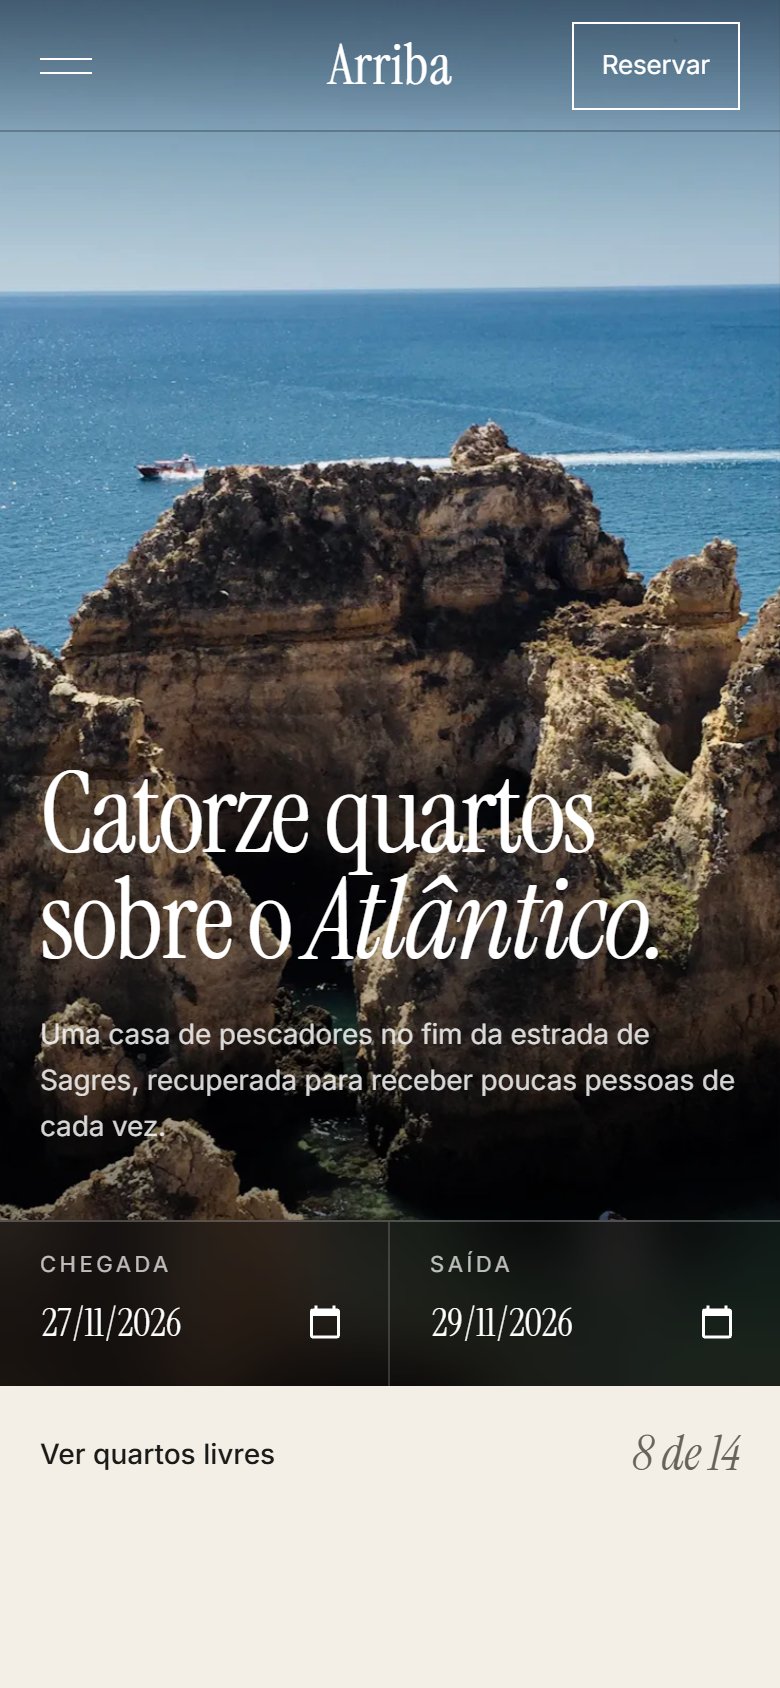 Arriba
Reservar
Catorze quartos
sobre o Atlântico.
Uma casa de pescadores no fim da estrada de
Sagres, recuperada para receber poucas pessoas de
cada vez.
CHEGADA
SAÍDA
27/11/2026
29/11/2026
Ver quartos livres
8 de 14